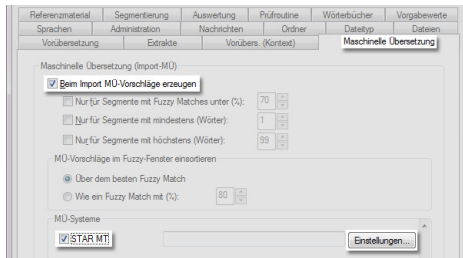 Referenzmaterial Segmentierung Auswertung Prüfroutine Wörterbücher Vorgabewerte
Sprachen Administration Nachrichten Ordner Dateityp Dateien
Vorübersetzung Extrakte Vorübers. (Kontext) Maschinelle Übersetzung
Maschinelle Übersetzung (Import-MÜ)
Beim Import MÜ-Vorschläge erzeugen
Nur für Segmente mit Fuzzy Matches unter (%): 70
Nur für Segmente mit mindestens (Wörter): 1
Nur für Segmente mit höchstens (Wörter): 99
MÜ-Vorschläge im Fuzzy-Fenster einsortieren
Über dem besten Fuzzy Match
Wie ein Fuzzy Match mit (%): 80
MÜ-Systeme
STAR MT Einstellungen...